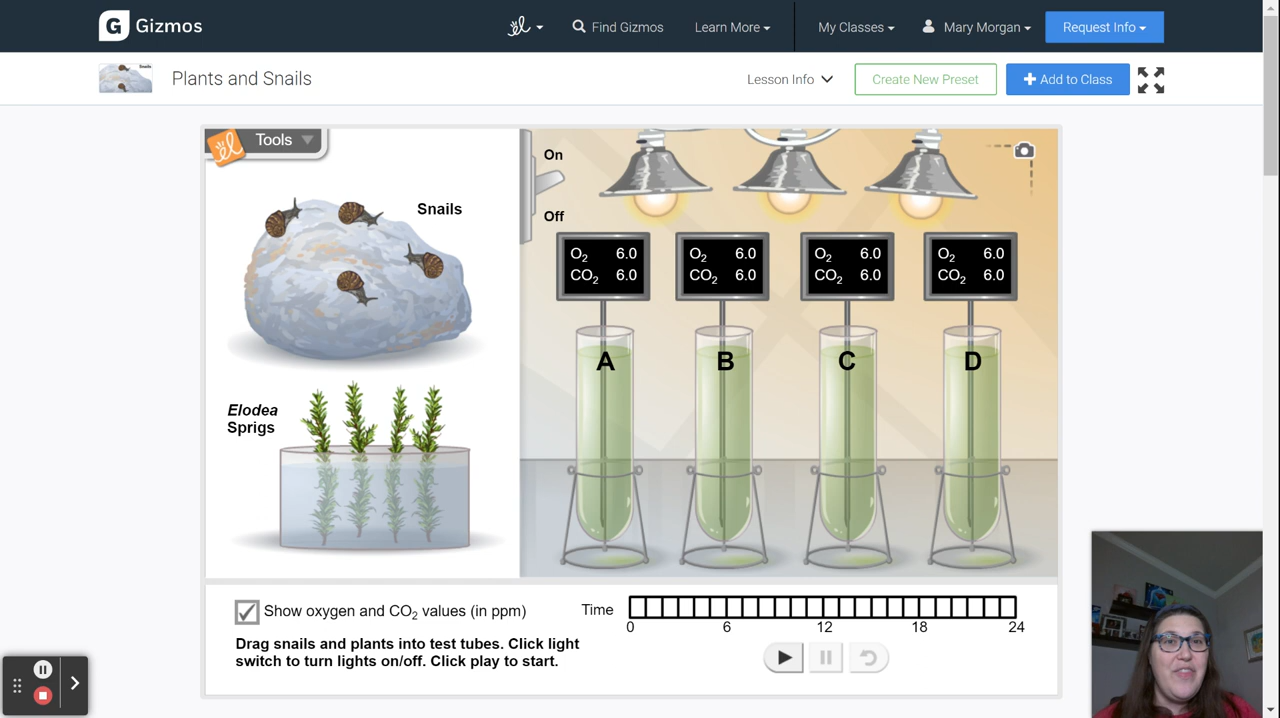 G Gizmos
Find Gizmos
Learn More
My Classes
Mary Morgan
Request Info
Plants and Snails
Lesson Info
Create New Preset
Add to Class
Tools
Snails
On
Off
O₂ 6.0
CO₂ 6.0
O₂ 6.0
CO₂ 6.0
O₂ 6.0
CO₂ 6.0
O₂ 6.0
CO₂ 6.0
A
B
C
D
Elodea
Sprigs
Show oxygen and CO₂ values (in ppm)
Drag snails and plants into test tubes. Click light
switch to turn lights on/off. Click play to start.
Time
0 6 12 18 24